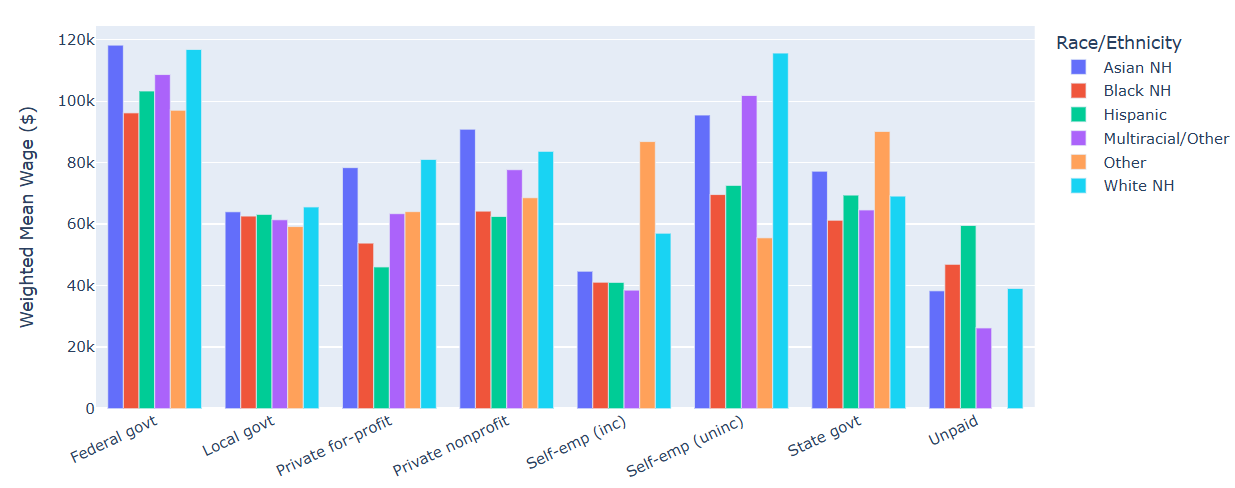 Weighted Mean Wage ($)
120k
100k
80k
60k
40k
20k
0
Federal govt
Local govt
Private for-profit
Private nonprofit
Self-emp (inc)
Self-emp (uninc)
State govt
Unpaid
Race/Ethnicity
Asian NH
Black NH
Hispanic
Multiracial/Other
Other
White NH